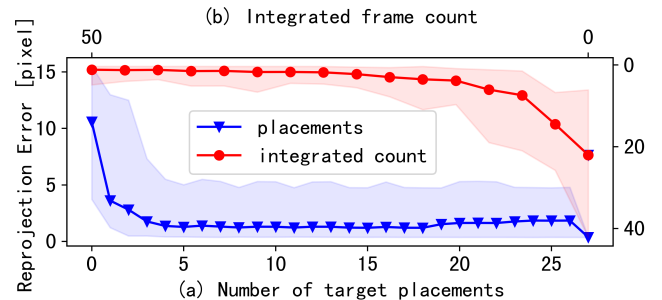 (b) Integrated frame count
50 0
Reprojection Error [pixel]
15 10 5 0
placements
integrated count
0 20 40
0 5 10 15 20 25
(a) Number of target placements